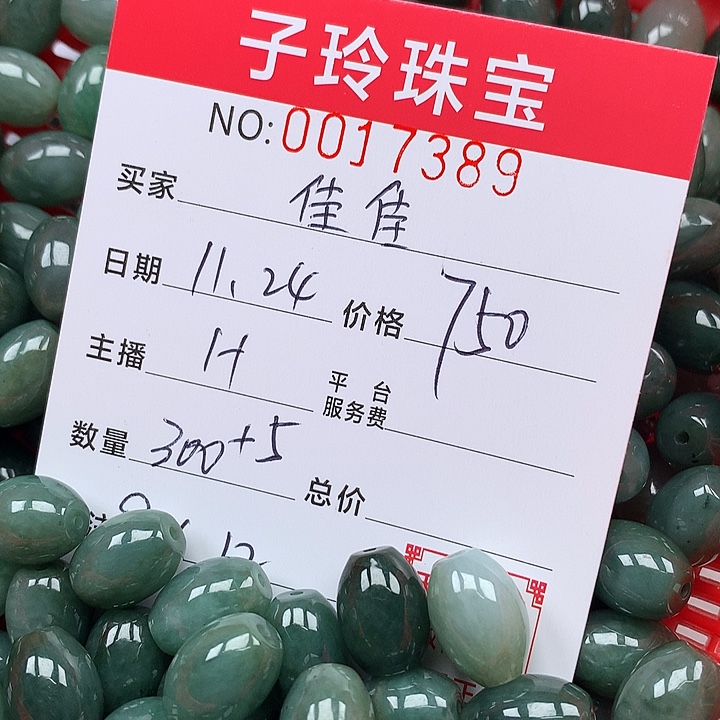 子玲珠宝
NO:0017389
买家 佳佳
日期 11.24 价格 750
主播 H 平台服务费
数量 300+5 总价